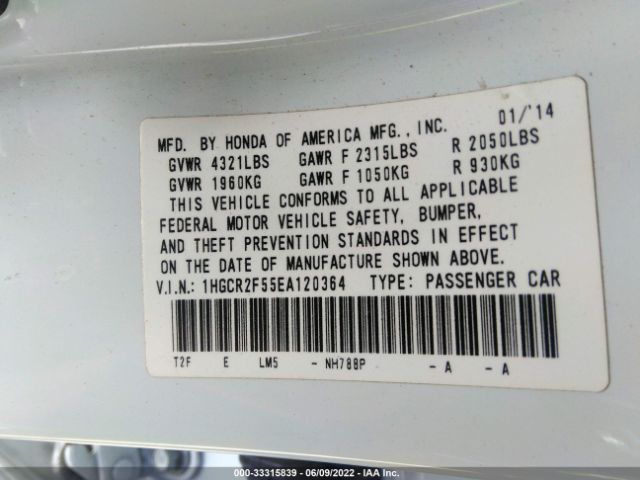 01/'14
MFD. BY HONDA OF AMERICA MFG., INC.
GVWR 4321LBS GAWR F 2315LBS R 2050LBS
GVWR 1960KG GAWR F 1050KG R 930KG
THIS VEHICLE CONFORMS TO ALL APPLICABLE
FEDERAL MOTOR VEHICLE SAFETY, BUMPER,
AND THEFT PREVENTION STANDARDS IN EFFECT
ON THE DATE OF MANUFACTURE SHOWN ABOVE.
V.I.N.: 1HGCR2F55EA120364 TYPE: PASSENGER CAR
T2F E LM5 - NH788P - A - A
000-33315839 - 06/09/2022 - IAAI.COM